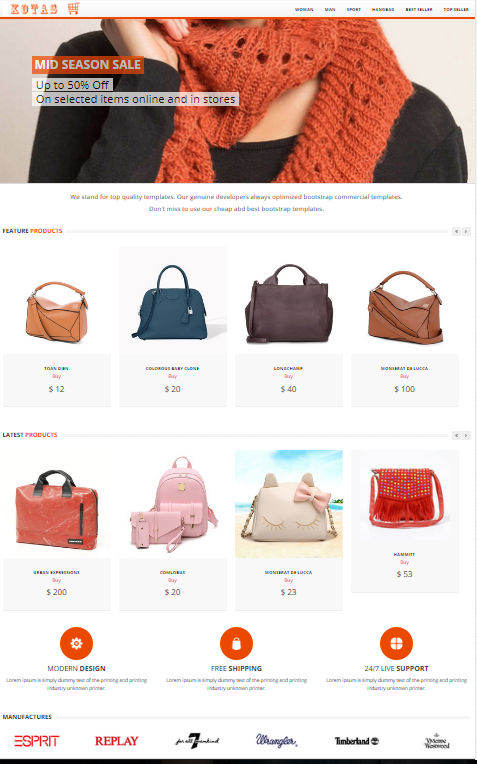 KOTAS
WOMAN MAN SPORT HANDBAG BEST SELLER TOP SELLER
MID SEASON SALE
Up to 50% Off
On selected items online and in stores
We stand for top quality templates. Our genuine developers always optimized bootstrap commercial templates.
Don't miss to use our cheap abd best bootstrap templates.
FEATURE PRODUCTS
TOAN DIEN
Buy
$ 12
COLOROUS BABY CLONE
Buy
$ 20
LONGCHAMP
Buy
$ 40
MONSERAT DE LUCCA
Buy
$ 100
LATEST PRODUCTS
URBAN EXPRESSIONS
Buy
$ 200
COMLOBUS
Buy
$ 20
MONSERAT DE LUCCA
Buy
$ 23
HAMMITT
Buy
$ 53
MODERN DESIGN
Lorem Ipsum is simply dummy text of the printing and printing
industry unknown printer.
FREE SHIPPING
Lorem Ipsum is simply dummy text of the printing and printing
industry unknown printer.
24/7 LIVE SUPPORT
Lorem Ipsum is simply dummy text of the printing and printing
industry unknown printer.
MANUFACTURES
ESPRIT
REPLAY
7 for all mankind
Wrangler
Timberland
Vivienne
Westwood